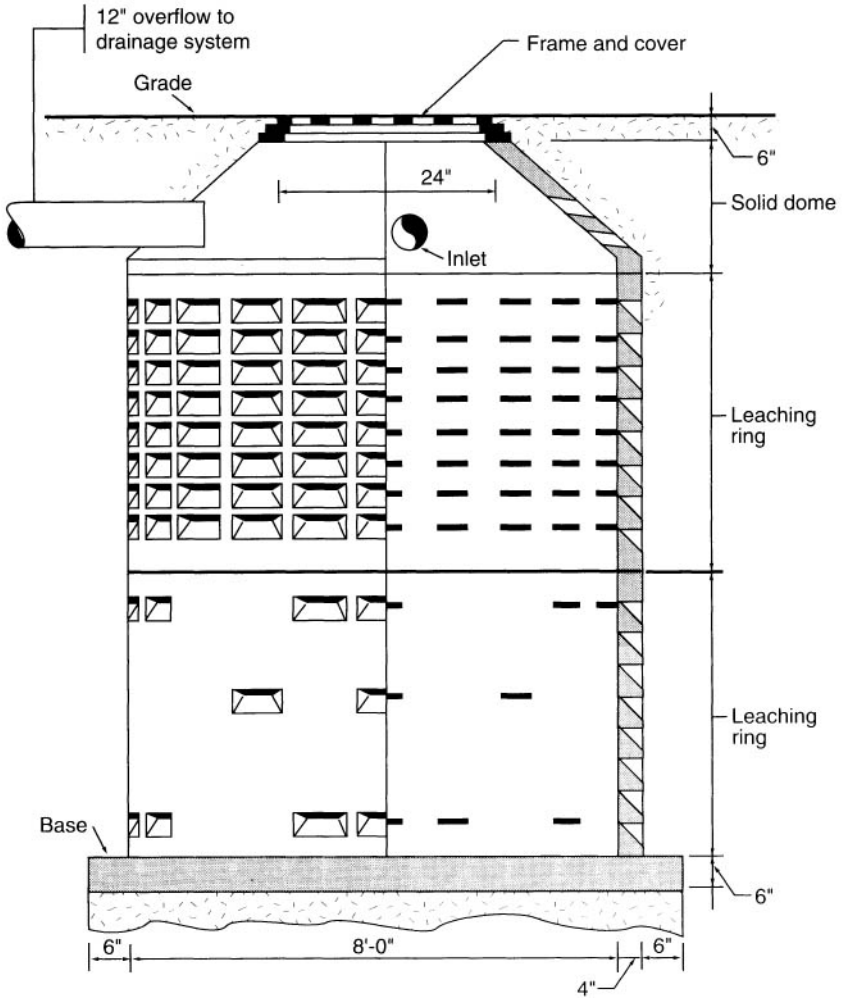 12" overflow to
drainage system
Frame and cover
Grade
6"
24"
Solid dome
Inlet
Leaching
ring
Leaching
ring
Base
6"
6"
8'-0"
6"
4"